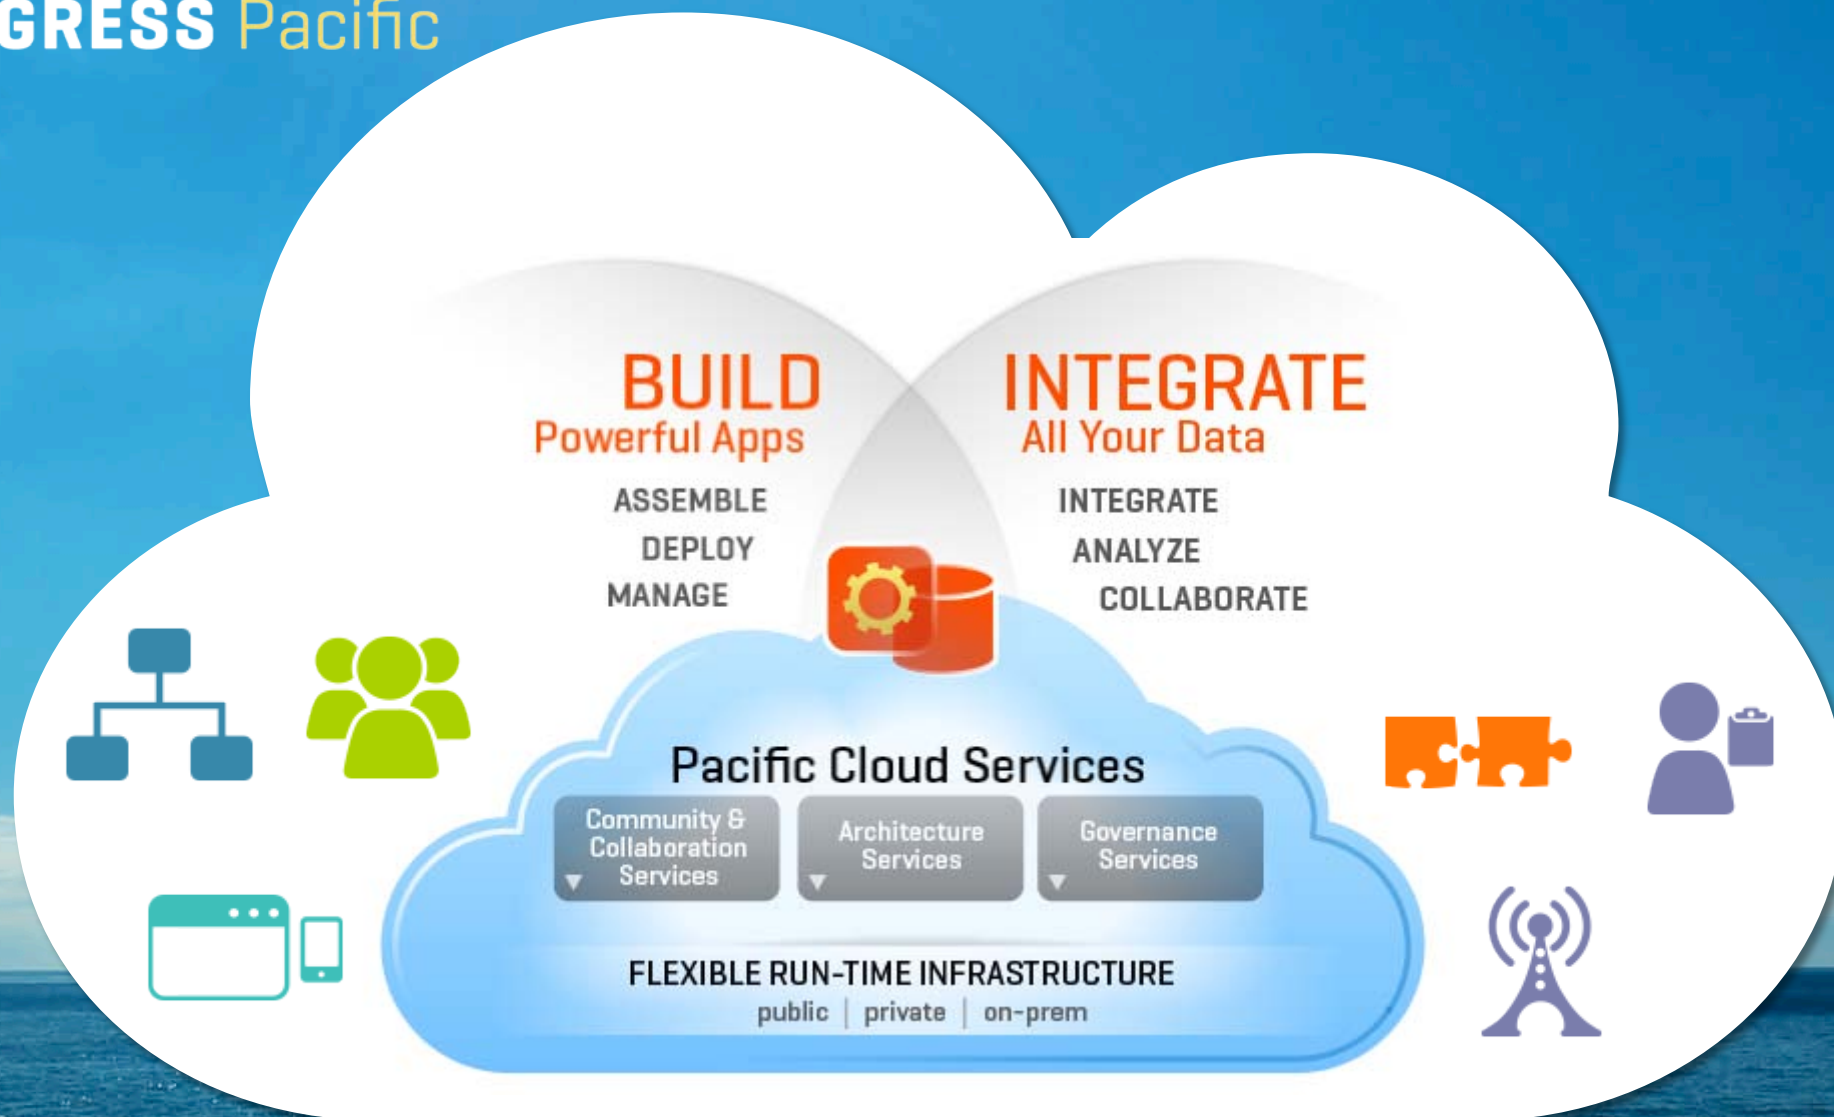 GRESS Pacific
BUILD
Powerful Apps
ASSEMBLE
DEPLOY
MANAGE
INTEGRATE
All Your Data
INTEGRATE
ANALYZE
COLLABORATE
Pacific Cloud Services
Community &
Collaboration
Services
Architecture
Services
Governance
Services
FLEXIBLE RUN-TIME INFRASTRUCTURE
public | private | on-prem